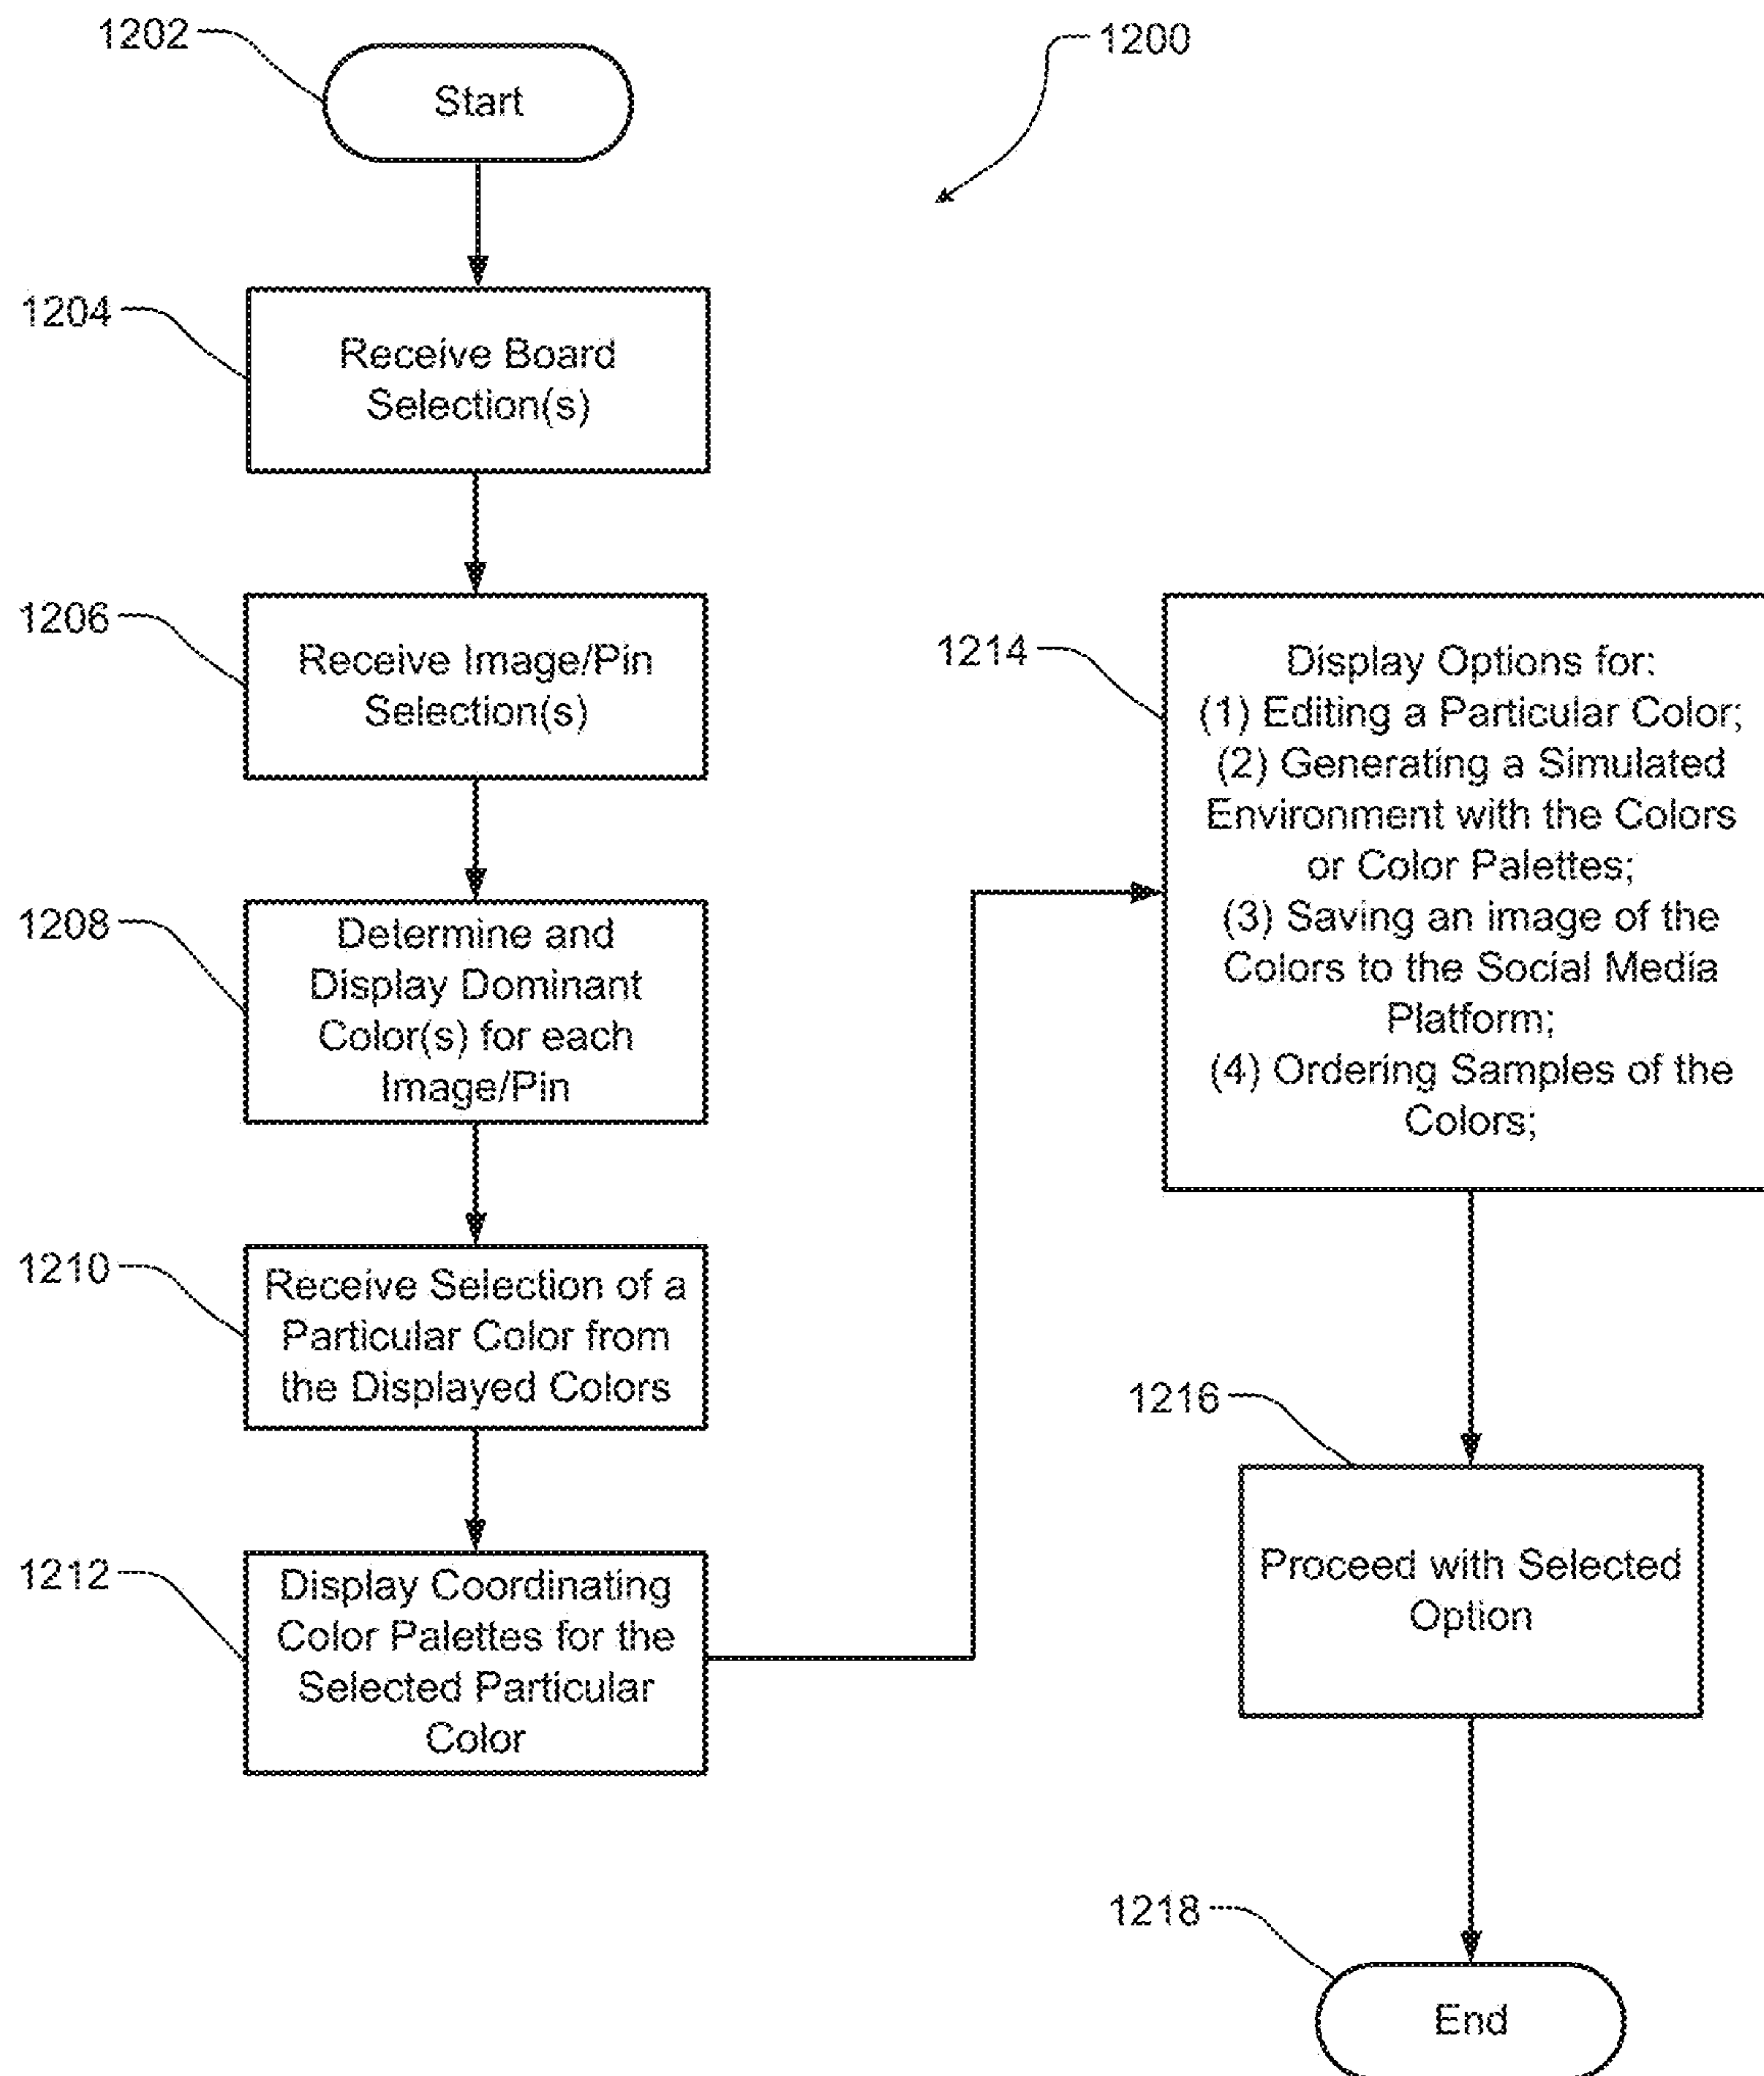 1202
Start
1200
1204
Receive Board
Selection(s)
1206
Receive Image/Pin
Selection(s)
1208
Determine and
Display Dominant
Color(s) for each
Image/Pin
1210
Receive Selection of a
Particular Color from
the Displayed Colors
1212
Display Coordinating
Color Palettes for the
Selected Particular
Color
1214
Display Options for:
(1) Editing a Particular Color;
(2) Generating a Simulated
Environment with the Colors
or Color Palettes;
(3) Saving an image of the
Colors to the Social Media
Platform;
(4) Ordering Samples of the
Colors;
1216
Proceed with Selected
Option
1218
End